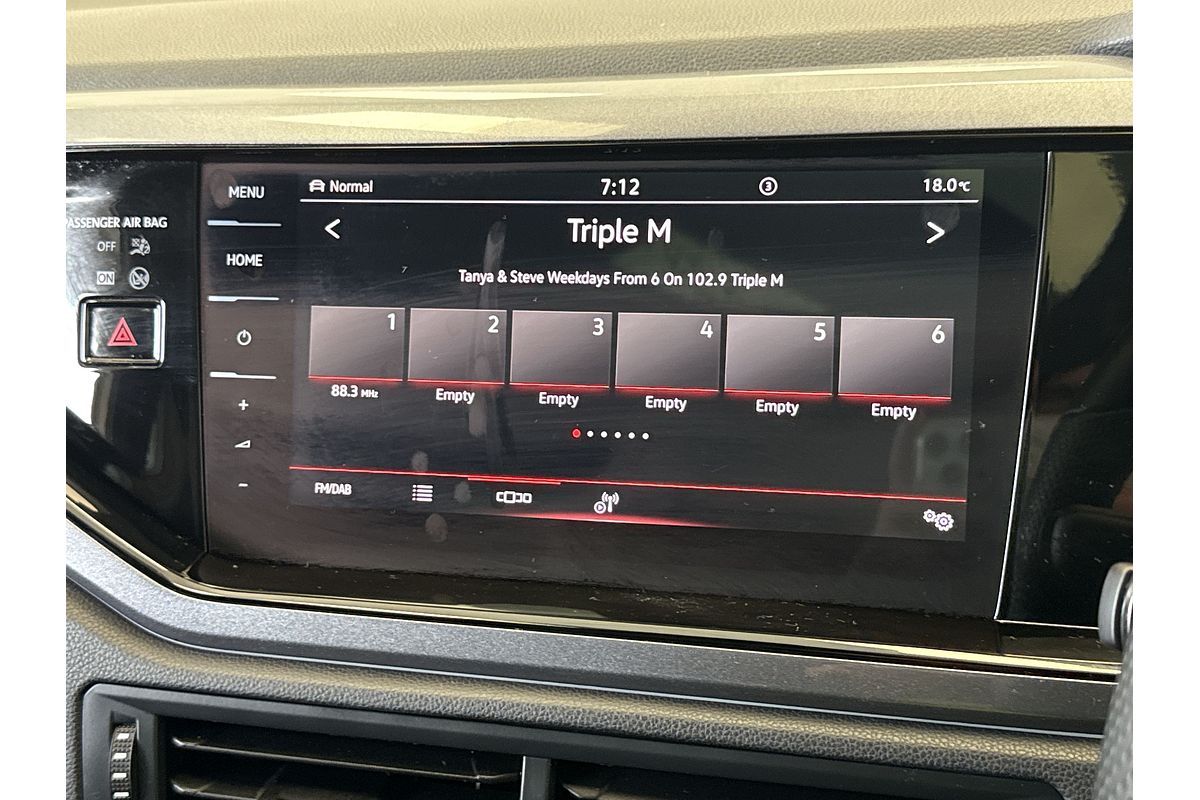 PASSENGER AIR BAG
OFF
ON
MENU
HOME
+
-
Normal 7:12 3 18.0°C
< Triple M >
Tanya & Steve Weekdays From 6 On 102.9 Triple M
1 2 3 4 5 6
88.3 MHz Empty Empty Empty Empty Empty
FM/DAB